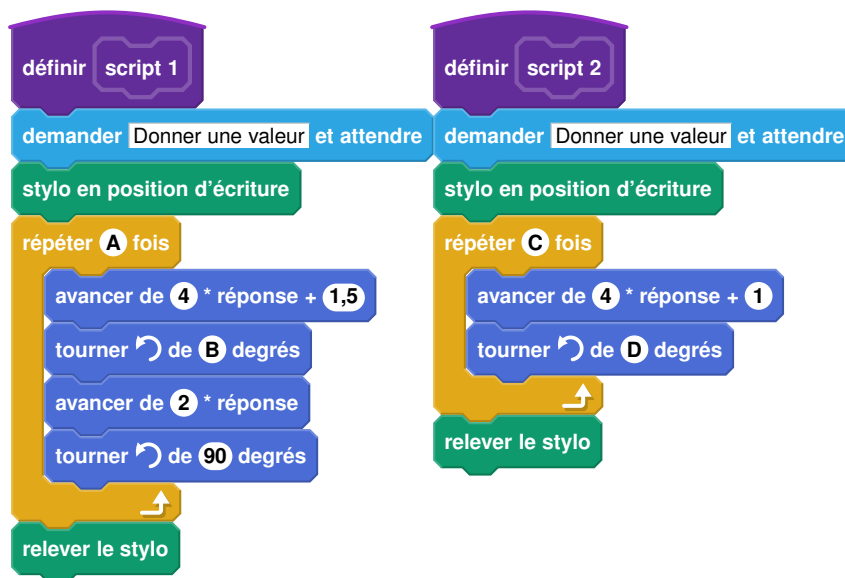 définir script 1
demander Donner une valeur et attendre
stylo en position d'écriture
répéter A fois
avancer de 4 * réponse + 1,5
tourner de B degrés
avancer de 2 * réponse
tourner de 90 degrés
relever le stylo
définir script 2
demander Donner une valeur et attendre
stylo en position d'écriture
répéter C fois
avancer de 4 * réponse + 1
tourner de D degrés
relever le stylo